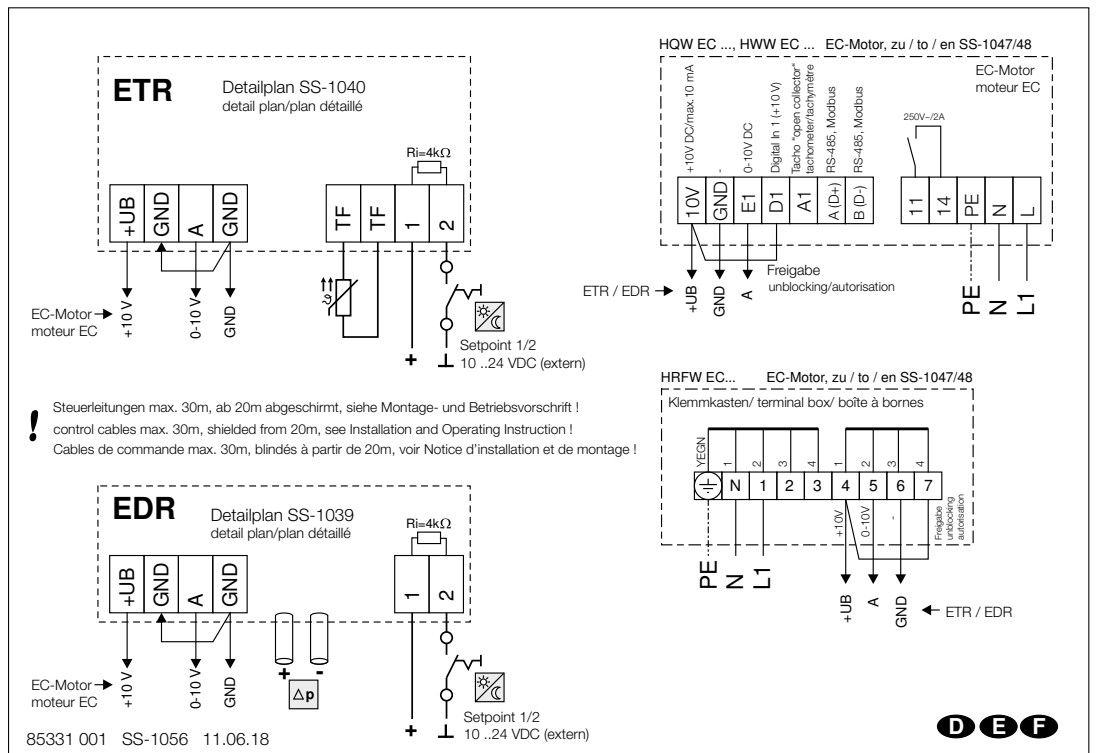 ETR
Detailplan SS-1040
detail plan/plan détaillé
Ri=4kΩ
+UB
GND
A
GND
TF
TF
1
2
ϑ
EC-Motor
moteur EC
+10 V
0-10 V
GND
+
Setpoint 1/2
10 ..24 VDC (extern)
! Steuerleitungen max. 30m, ab 20m abgeschirmt, siehe Montage- und Betriebsvorschrift !
control cables max. 30m, shielded from 20m, see Installation and Operating Instruction !
Cables de commande max. 30m, blindés à partir de 20m, voir Notice d'installation et de montage !
EDR
Detailplan SS-1039
detail plan/plan détaillé
Ri=4kΩ
+UB
GND
A
GND
1
2
EC-Motor
moteur EC
+10 V
0-10 V
GND
+
-
△p
+
Setpoint 1/2
10 ..24 VDC (extern)
85331 001 SS-1056 11.06.18
HQW EC ..., HWW EC ... EC-Motor, zu / to / en SS-1047/48
EC-Motor
moteur EC
+10V DC/max.10 mA
-
0-10V DC
Digital In 1 (+10 V)
Tacho "open collector"
tachometer/tachymètre
RS-485, Modbus
RS-485, Modbus
250V~/2A
10V
GND
E1
D1
A1
A (D+)
B (D-)
11
14
PE
N
L
Freigabe
unblocking/autorisation
ETR / EDR
+UB
GND
A
PE
N
L1
HRFW EC... EC-Motor, zu / to / en SS-1047/48
Klemmkasten/ terminal box/ boîte à bornes
YEGN
1
2
3
4
1
2
3
4
N
1
2
3
4
5
6
7
+10V
0-10V
-
Freigabe
unblocking
autorisation
PE
N
L1
+UB
A
GND
ETR / EDR
D E F